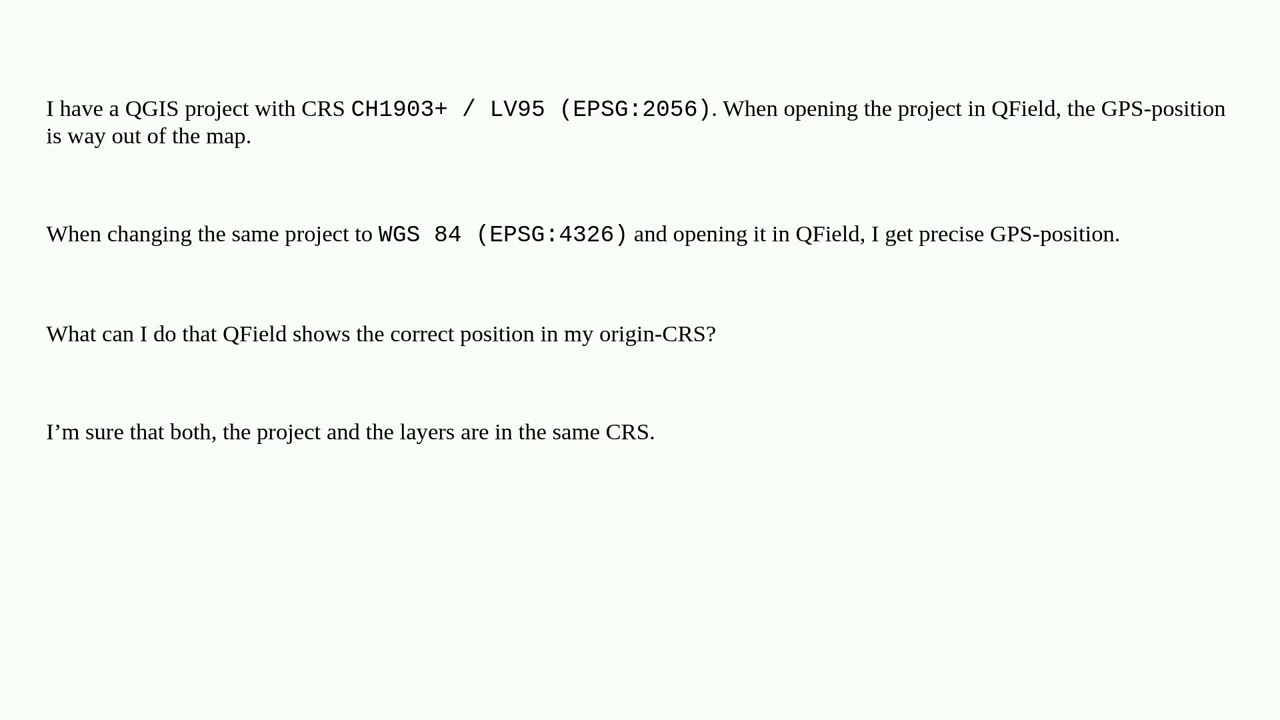 I have a QGIS project with CRS CH1903+ / LV95 (EPSG:2056). When opening the project in QField, the GPS-position
is way out of the map.
When changing the same project to WGS 84 (EPSG:4326) and opening it in QField, I get precise GPS-position.
What can I do that QField shows the correct position in my origin-CRS?
I’m sure that both, the project and the layers are in the same CRS.